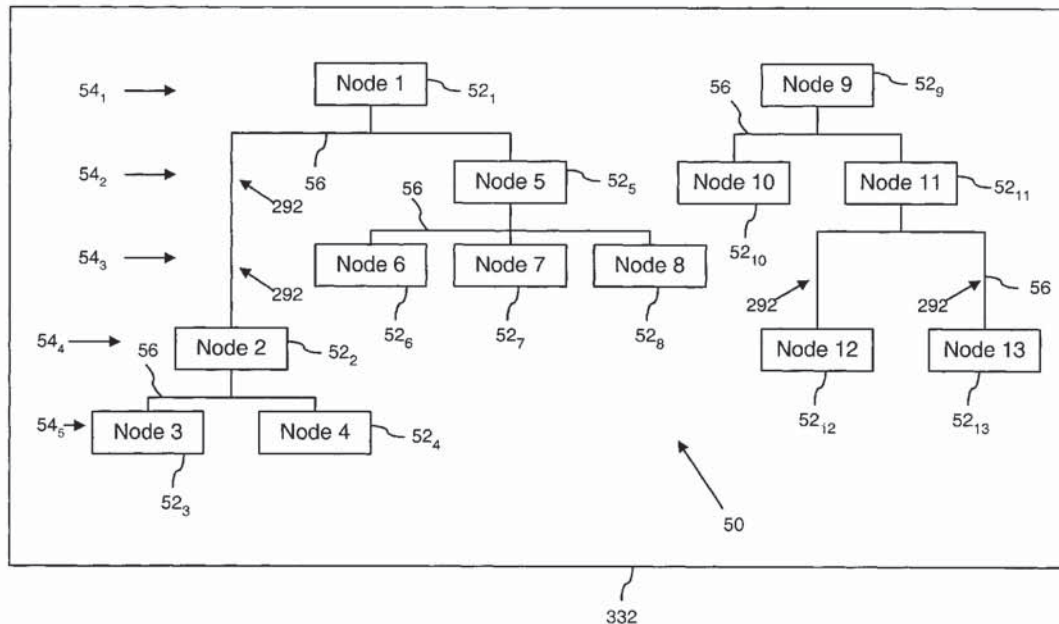 54₁ Node 1 52₁ 56 Node 9 52₉
54₂ 56 292 Node 5 52₅ Node 10 Node 11 52₁₁
56
54₃ 292 Node 6 Node 7 Node 8 52₁₀ 292 292 56
52₆ 52₇ 52₈
54₄ Node 2 52₂ Node 12 Node 13
56
54₅ Node 3 Node 4 52₄ 52₁₂ 52₁₃
52₃
50
332